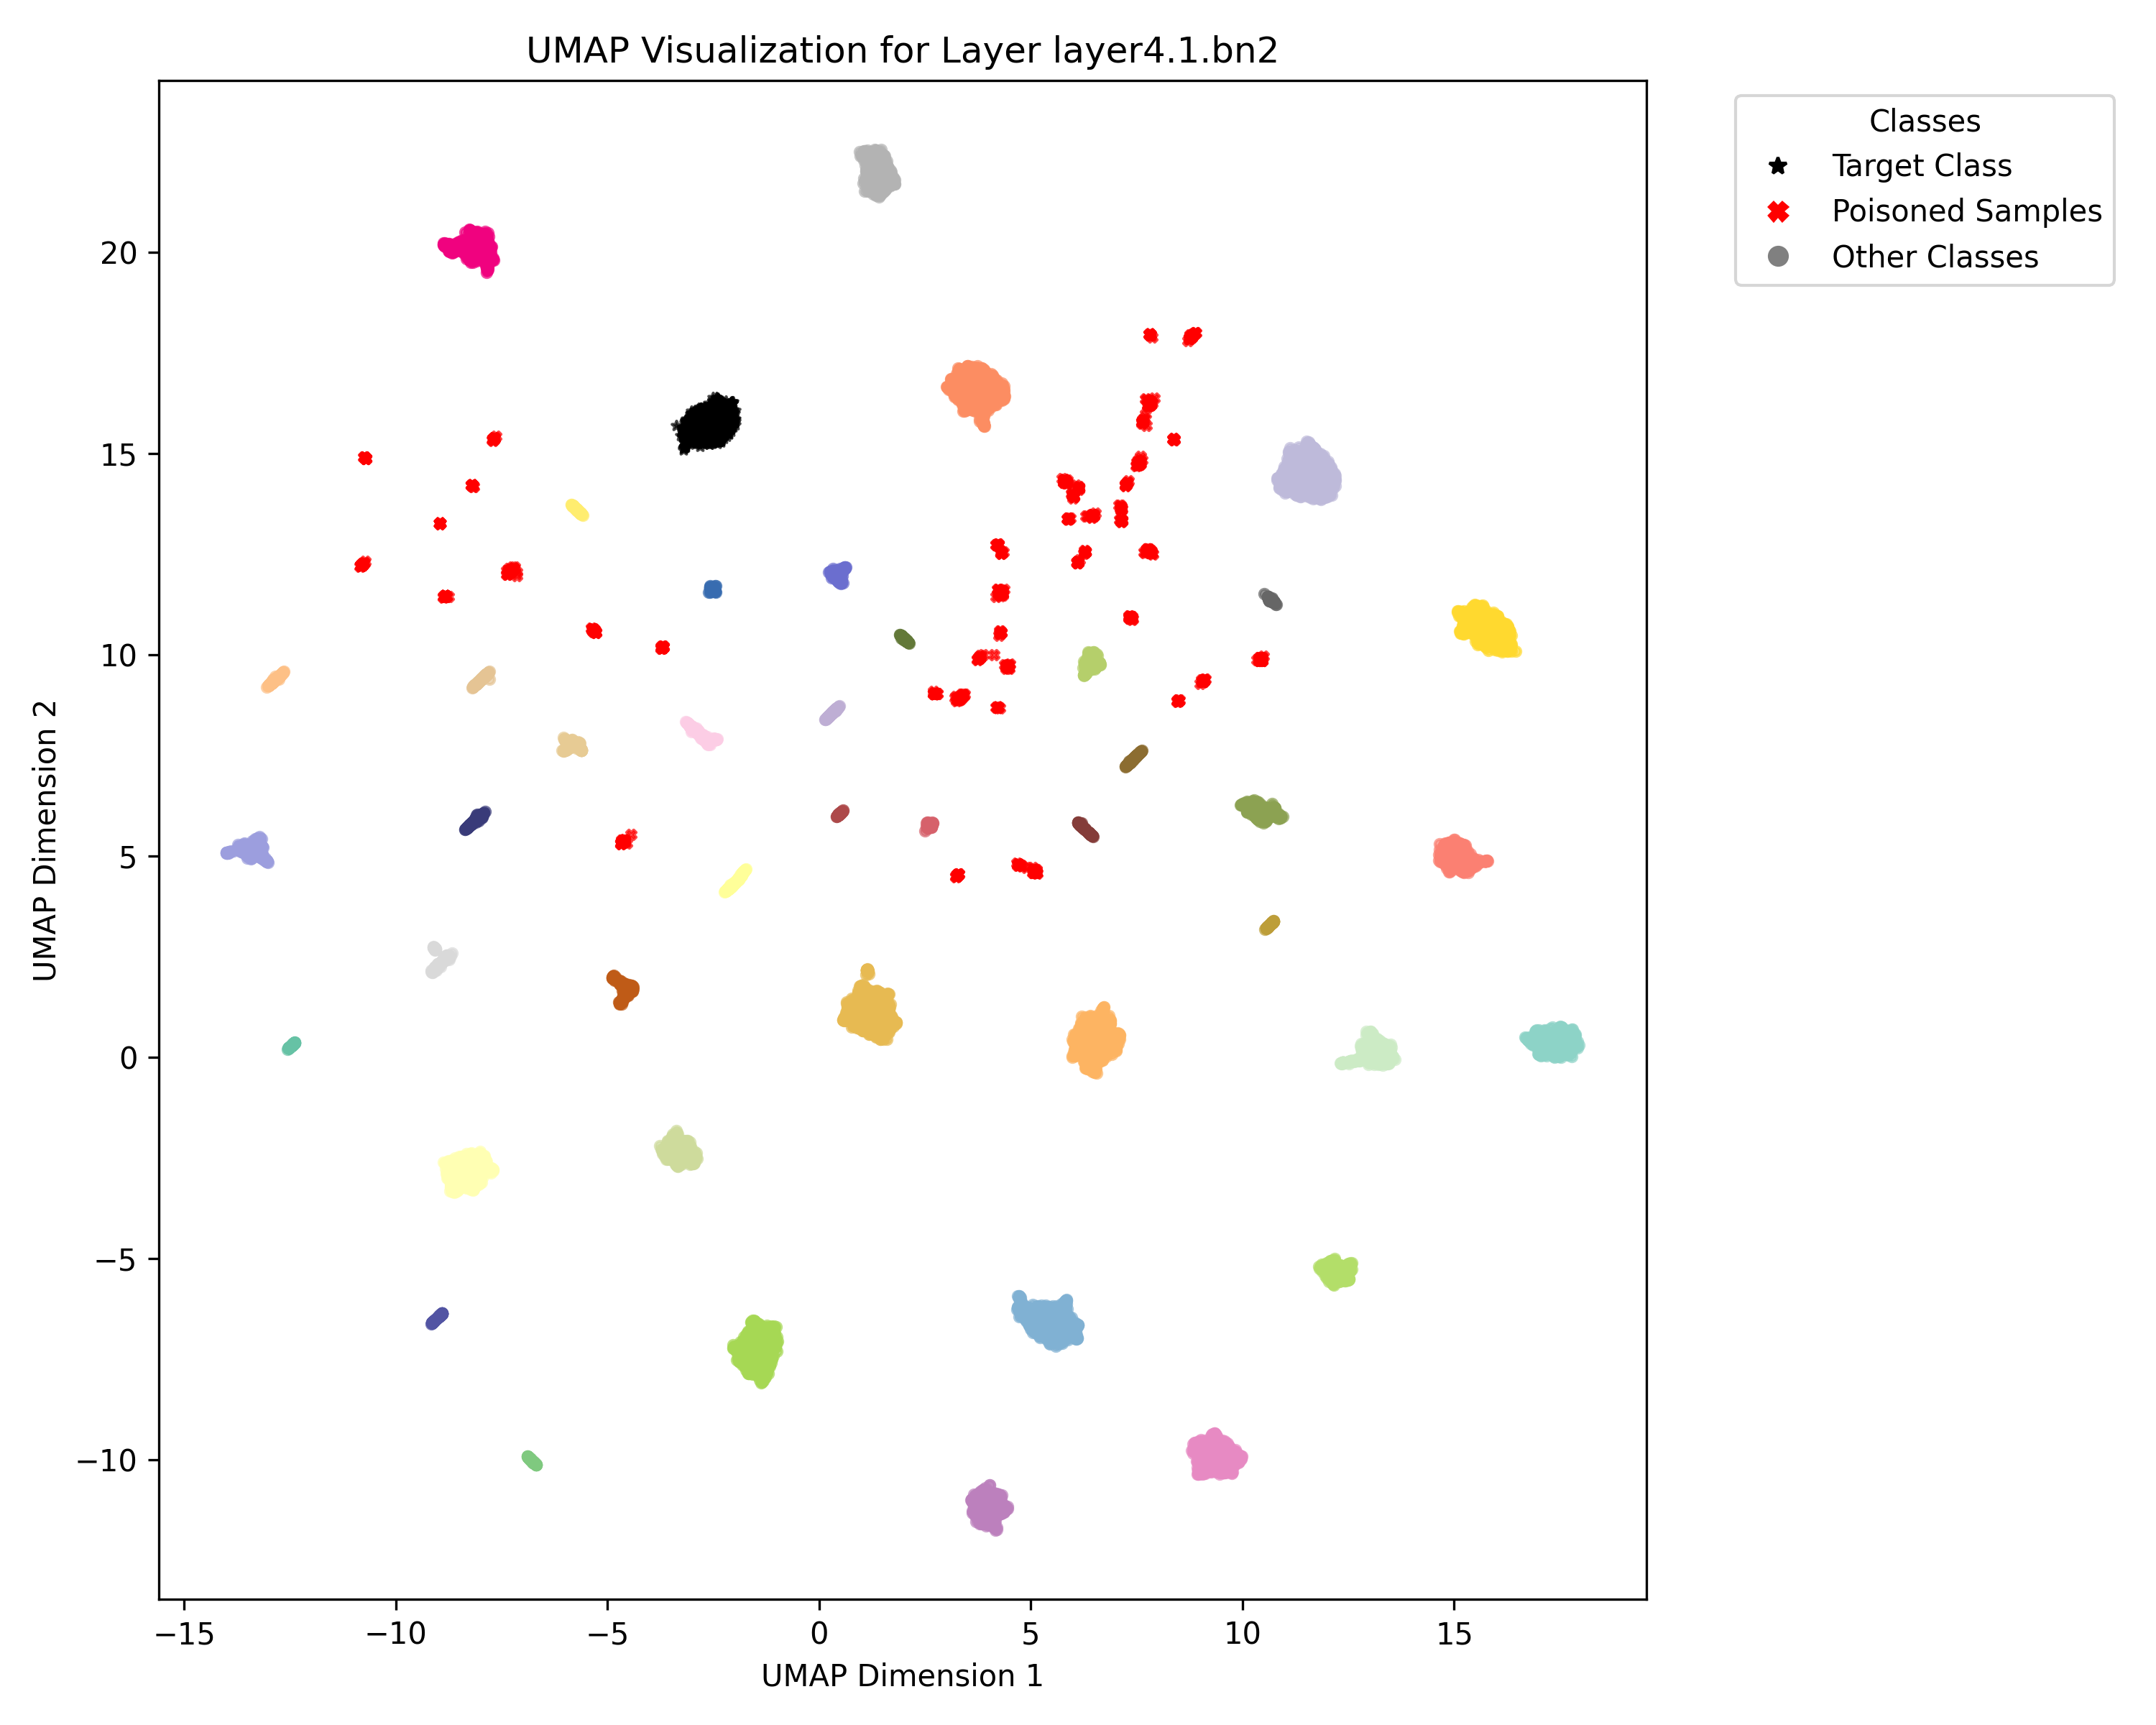 UMAP Visualization for Layer layer4.1.bn2
Classes
Target Class
Poisoned Samples
Other Classes
20
15
10
5
0
−5
−10
UMAP Dimension 2
−15
−10
−5
0
5
10
15
UMAP Dimension 1